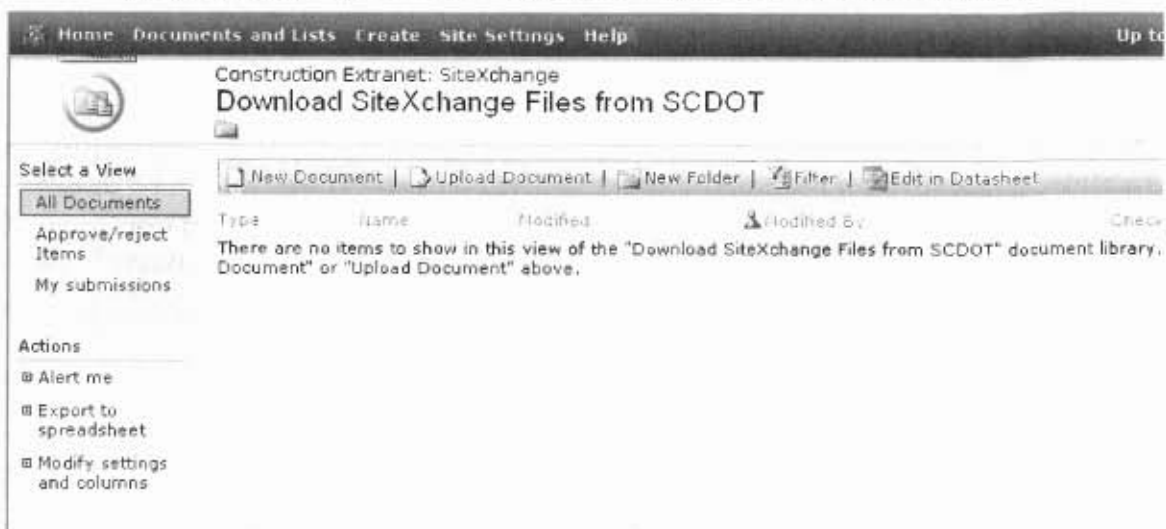 Home Documents and Lists Create Site Settings Help Up to
Construction Extranet: SiteXchange
Download SiteXchange Files from SCDOT
Select a View
All Documents
Approve/reject
Items
My submissions
Actions
Alert me
Export to
spreadsheet
Modify settings
and columns
New Document | Upload Document | New Folder | Filter | Edit in Datasheet
Type Name Modified Modified By Check
There are no items to show in this view of the "Download SiteXchange Files from SCDOT" document library.
Document" or "Upload Document" above.